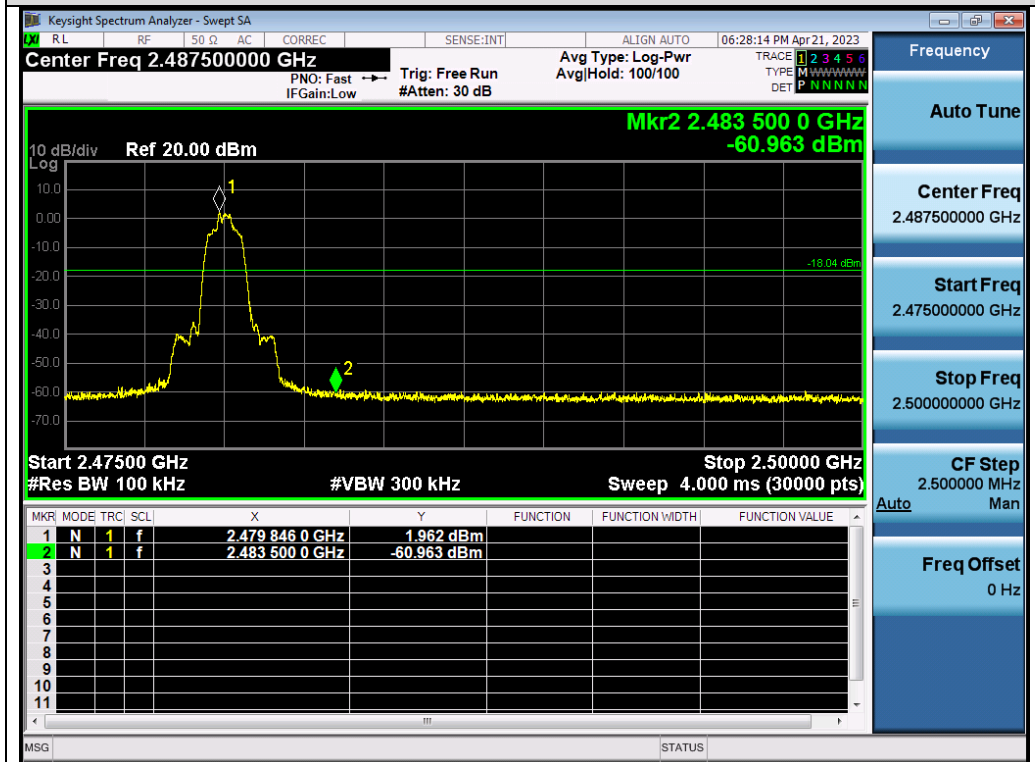 Keysight Spectrum Analyzer - Swept SA
LXI RL RF 50 Ω AC CORREC SENSE:INT ALIGN AUTO 06:28:14 PM Apr 21, 2023
Center Freq 2.487500000 GHz
PNO: Fast
IFGain:Low
Trig: Free Run
#Atten: 30 dB
Avg Type: Log-Pwr
Avg|Hold: 100/100
TRACE 1 2 3 4 5 6
TYPE M WWWWW
DET P N N N N N
Mkr2 2.483 500 0 GHz
-60.963 dBm
10 dB/div Ref 20.00 dBm
Log
10.0
0.00
-10.0
-20.0
-30.0
-40.0
-50.0
-60.0
-70.0
1
-18.04 dBm
2
Start 2.47500 GHz Stop 2.50000 GHz
#Res BW 100 kHz #VBW 300 kHz Sweep 4.000 ms (30000 pts)
MKR MODE TRC SCL X Y FUNCTION FUNCTION WIDTH FUNCTION VALUE
1 N 1 f 2.479 846 0 GHz 1.962 dBm
2 N 1 f 2.483 500 0 GHz -60.963 dBm
3
4
5
6
7
8
9
10
11
MSG STATUS
Frequency
Auto Tune
Center Freq
2.487500000 GHz
Start Freq
2.475000000 GHz
Stop Freq
2.500000000 GHz
CF Step
2.500000 MHz
Auto Man
Freq Offset
0 Hz